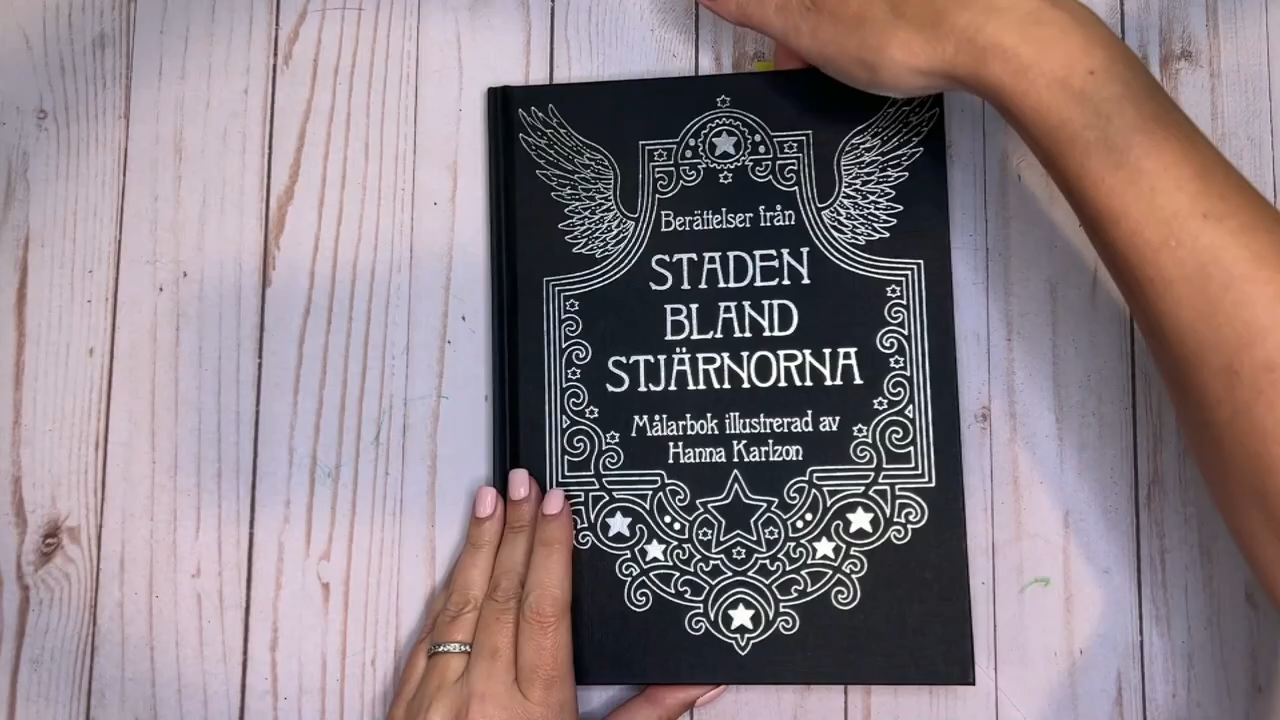 Berättelser från
STADEN
BLAND
STJÄRNORNA
Målarbok illustrerad av
Hanna Karlzon